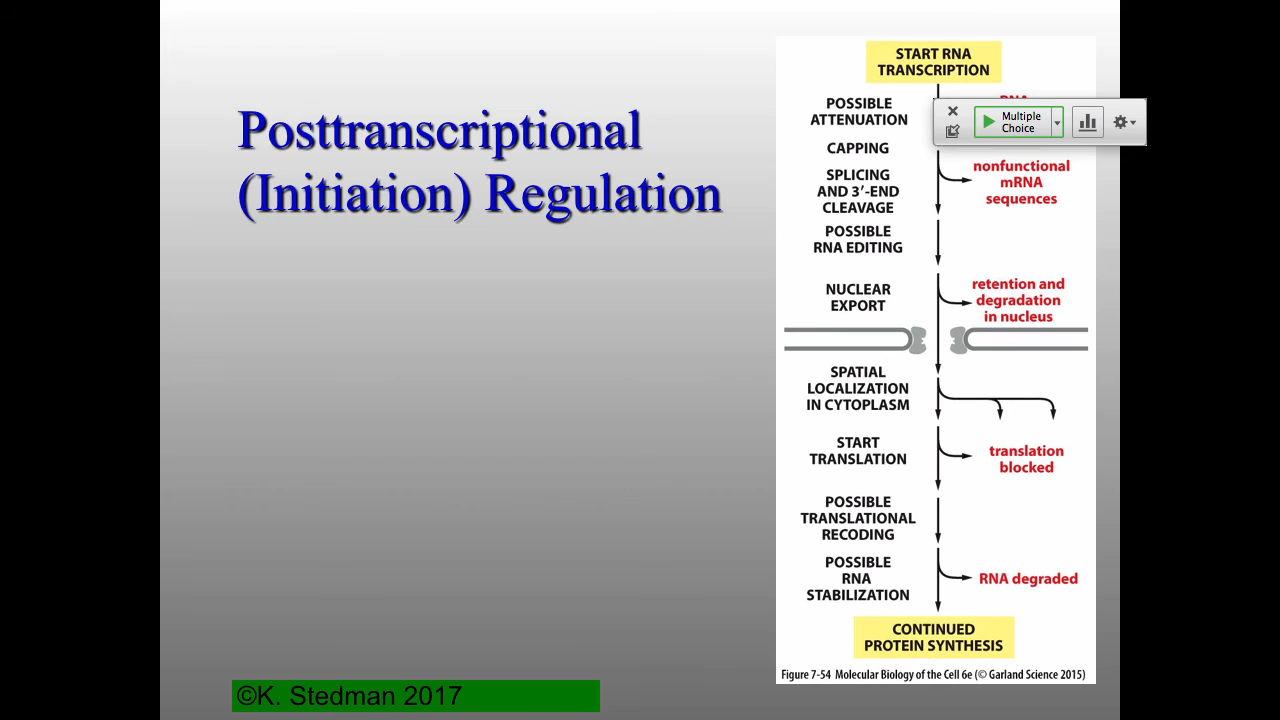 Posttranscriptional
(Initiation) Regulation
START RNA
TRANSCRIPTION
POSSIBLE
ATTENUATION
Multiple
Choice
CAPPING
nonfunctional
mRNA
sequences
SPLICING
AND 3′-END
CLEAVAGE
POSSIBLE
RNA EDITING
NUCLEAR
EXPORT
retention and
degradation
in nucleus
SPATIAL
LOCALIZATION
IN CYTOPLASM
START
TRANSLATION
translation
blocked
POSSIBLE
TRANSLATIONAL
RECODING
POSSIBLE
RNA
STABILIZATION
RNA degraded
CONTINUED
PROTEIN SYNTHESIS
Figure 7-54 Molecular Biology of the Cell 6e (© Garland Science 2015)
©K. Stedman 2017